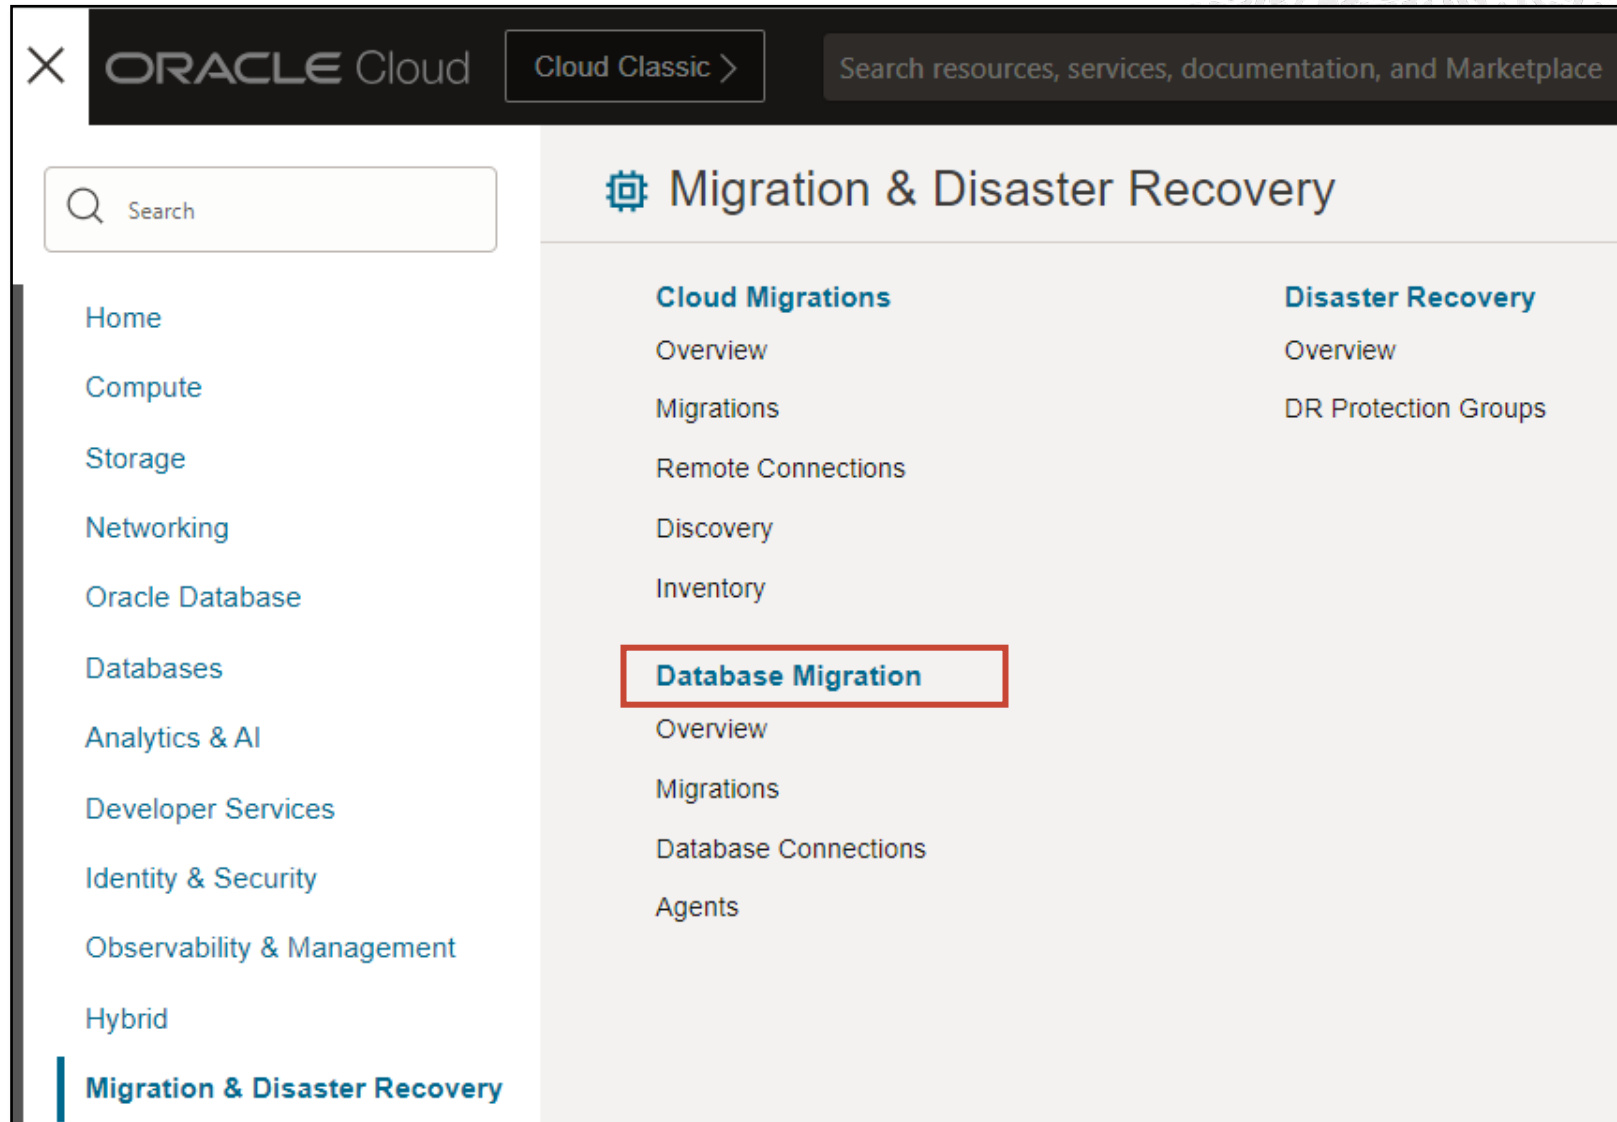 ORACLE Cloud
Cloud Classic
Search resources, services, documentation, and Marketplace
Search
Home
Compute
Storage
Networking
Oracle Database
Databases
Analytics & AI
Developer Services
Identity & Security
Observability & Management
Hybrid
Migration & Disaster Recovery
Migration & Disaster Recovery
Cloud Migrations
Overview
Migrations
Remote Connections
Discovery
Inventory
Database Migration
Overview
Migrations
Database Connections
Agents
Disaster Recovery
Overview
DR Protection Groups